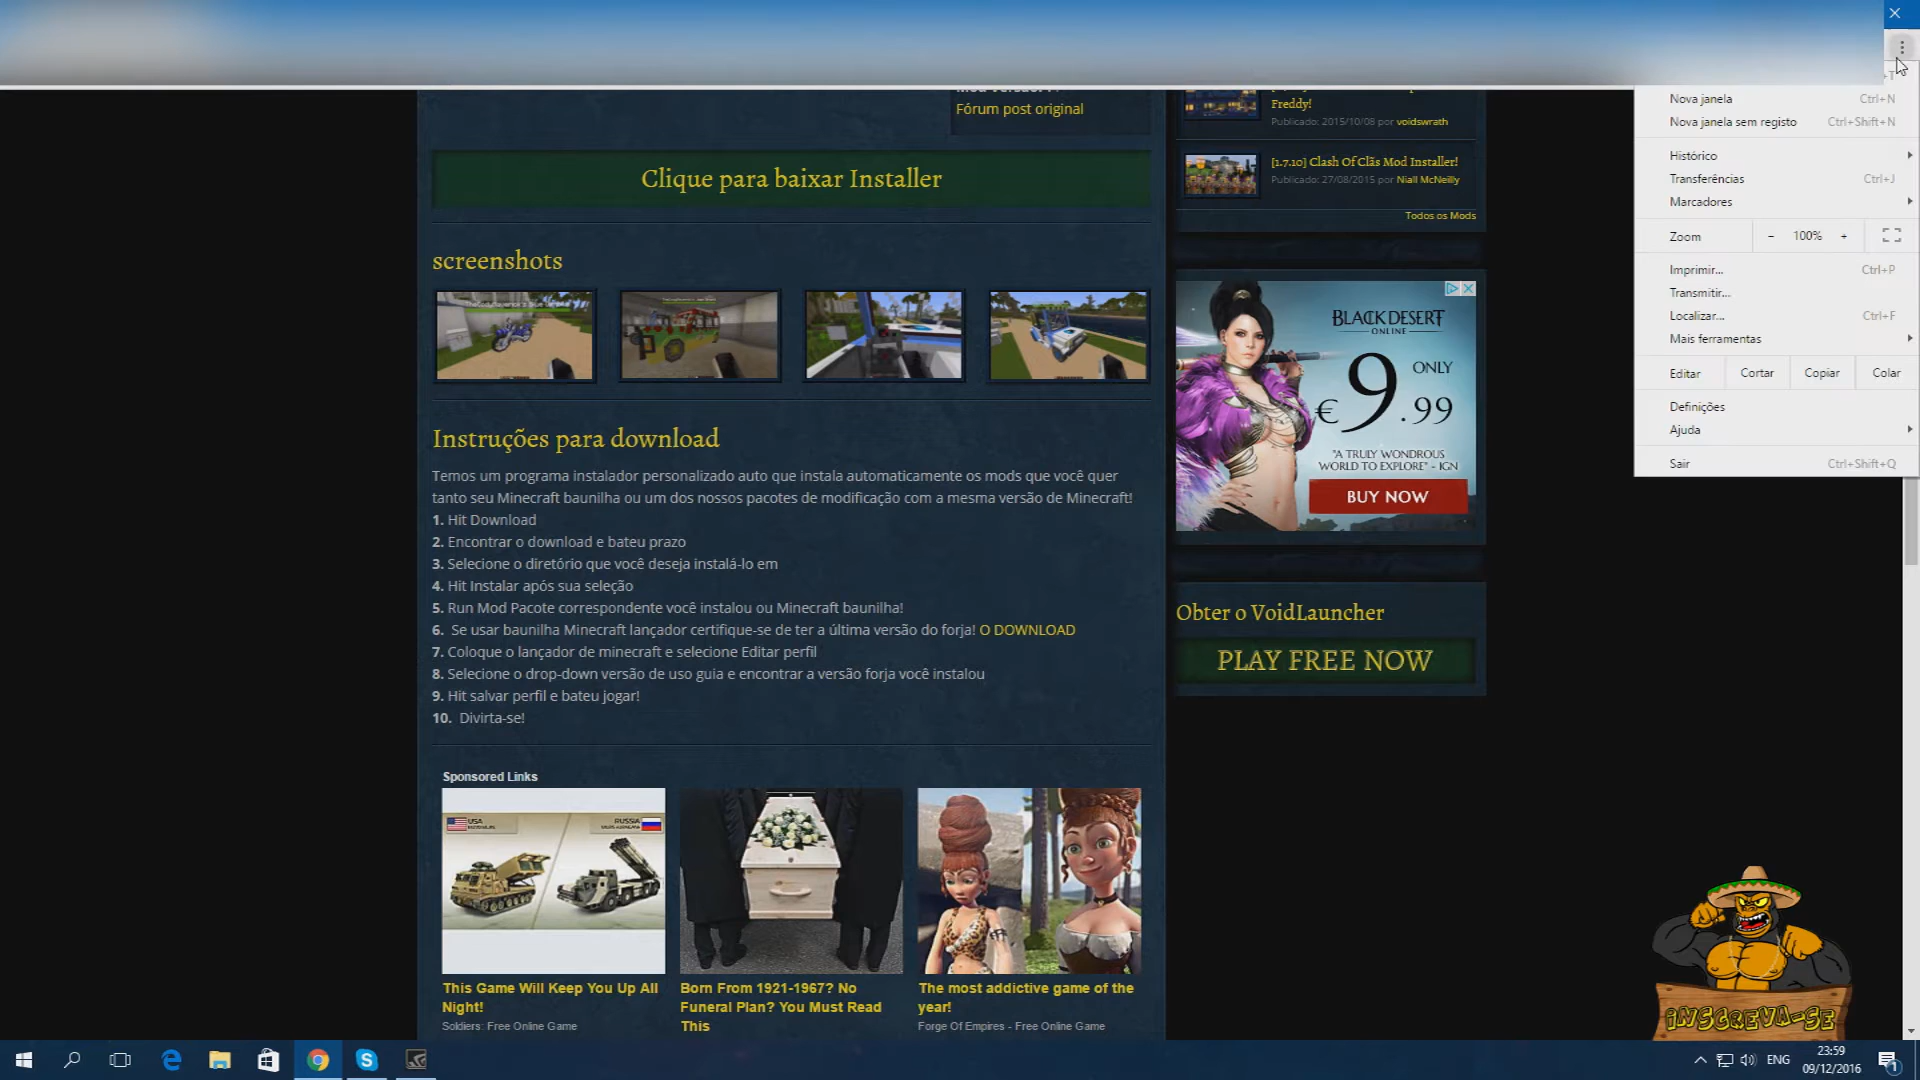 Fórum post original
Clique para baixar Installer
screenshots
Instruções para download
Temos um programa instalador personalizado auto que instala automaticamente os mods que você quer
tanto seu Minecraft baunilha ou um dos nossos pacotes de modificação com a mesma versão de Minecraft!
1. Hit Download
2. Encontrar o download e bateu prazo
3. Selecione o diretório que você deseja instalá-lo em
4. Hit Instalar após sua seleção
5. Run Mod Pacote correspondente você instalou ou Minecraft baunilha!
6. Se usar baunilha Minecraft lançador certifique-se de ter a última versão do forja! O DOWNLOAD
7. Coloque o lançador de minecraft e selecione Editar perfil
8. Selecione o drop-down versão de uso guia e encontrar a versão forja você instalou
9. Hit salvar perfil e bateu jogar!
10. Divirta-se!
Sponsored Links
USA
RUSSIA
This Game Will Keep You Up All
Night!
Soldiers: Free Online Game
Born From 1921-1967? No
Funeral Plan? You Must Read
This
The most addictive game of the
year!
Forge Of Empires - Free Online Game
Freddy!
Publicado: 2015/10/08 por voidswrath
[1.7.10] Clash Of Clãs Mod Installer!
Publicado: 27/08/2015 por Niall McNeilly
Todos os Mods
BLACK DESERT
ONLINE
ONLY
€9.99
"A TRULY WONDROUS
WORLD TO EXPLORE" - IGN
BUY NOW
Obter o VoidLauncher
PLAY FREE NOW
Nova janela Ctrl+N
Nova janela sem registo Ctrl+Shift+N
Histórico
Transferências Ctrl+J
Marcadores
Zoom - 100% +
Imprimir... Ctrl+P
Transmitir...
Localizar... Ctrl+F
Mais ferramentas
Editar Cortar Copiar Colar
Definições
Ajuda
Sair Ctrl+Shift+Q
INSCREVA-SE
ENG
23:59
09/12/2016
1